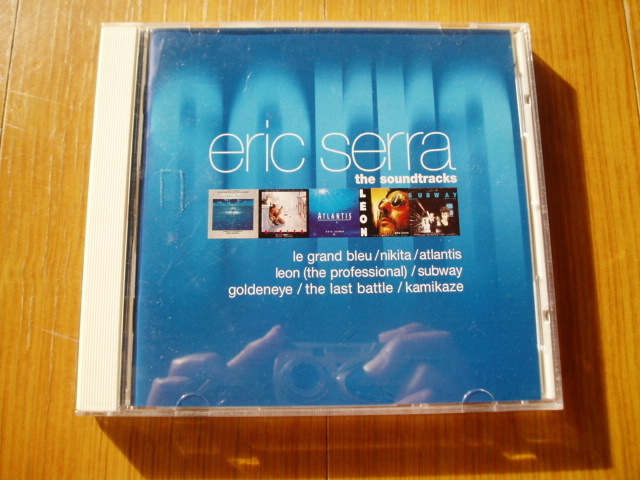 eric serra
the soundtracks
ATLANTIS
LEON
SUBWAY
le grand bleu / nikita / atlantis
leon (the professional) / subway
goldeneye / the last battle / kamikaze